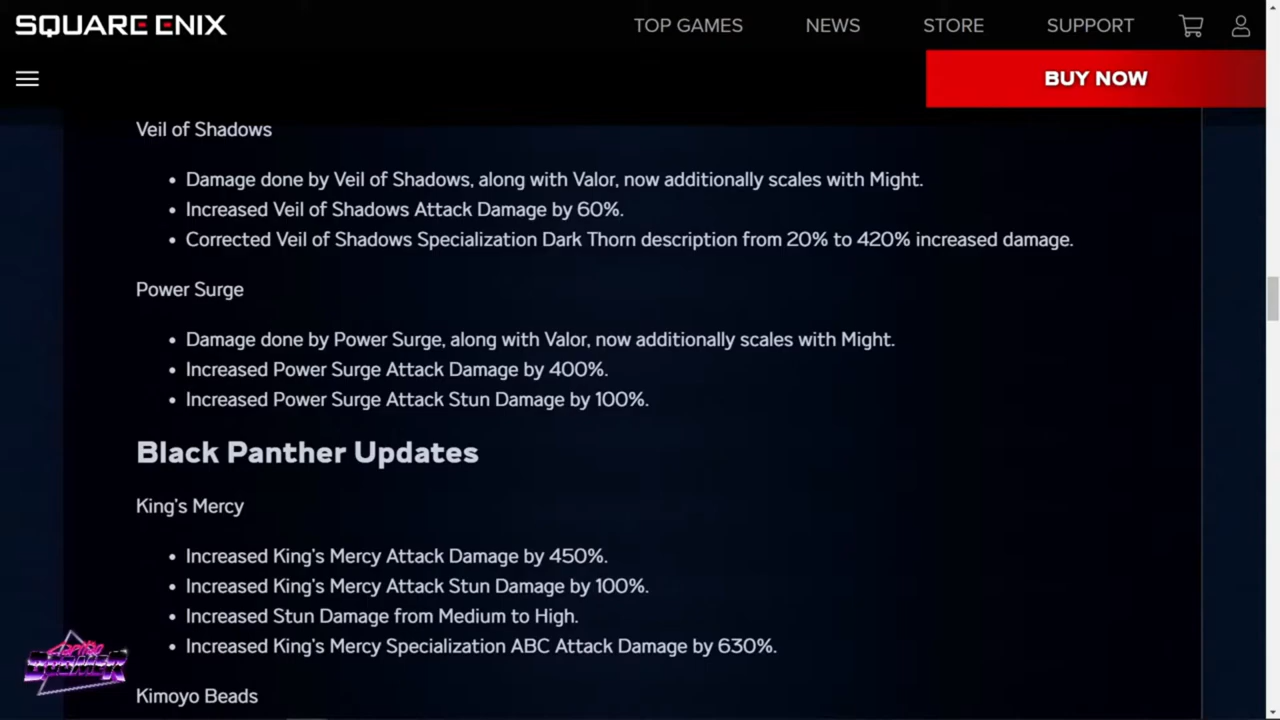 SQUARE ENIX
TOP GAMES NEWS STORE SUPPORT
BUY NOW
Veil of Shadows
• Damage done by Veil of Shadows, along with Valor, now additionally scales with Might.
• Increased Veil of Shadows Attack Damage by 60%.
• Corrected Veil of Shadows Specialization Dark Thorn description from 20% to 420% increased damage.
Power Surge
• Damage done by Power Surge, along with Valor, now additionally scales with Might.
• Increased Power Surge Attack Damage by 400%.
• Increased Power Surge Attack Stun Damage by 100%.
Black Panther Updates
King's Mercy
• Increased King's Mercy Attack Damage by 450%.
• Increased King's Mercy Attack Stun Damage by 100%.
• Increased Stun Damage from Medium to High.
• Increased King's Mercy Specialization ABC Attack Damage by 630%.
Kimoyo Beads